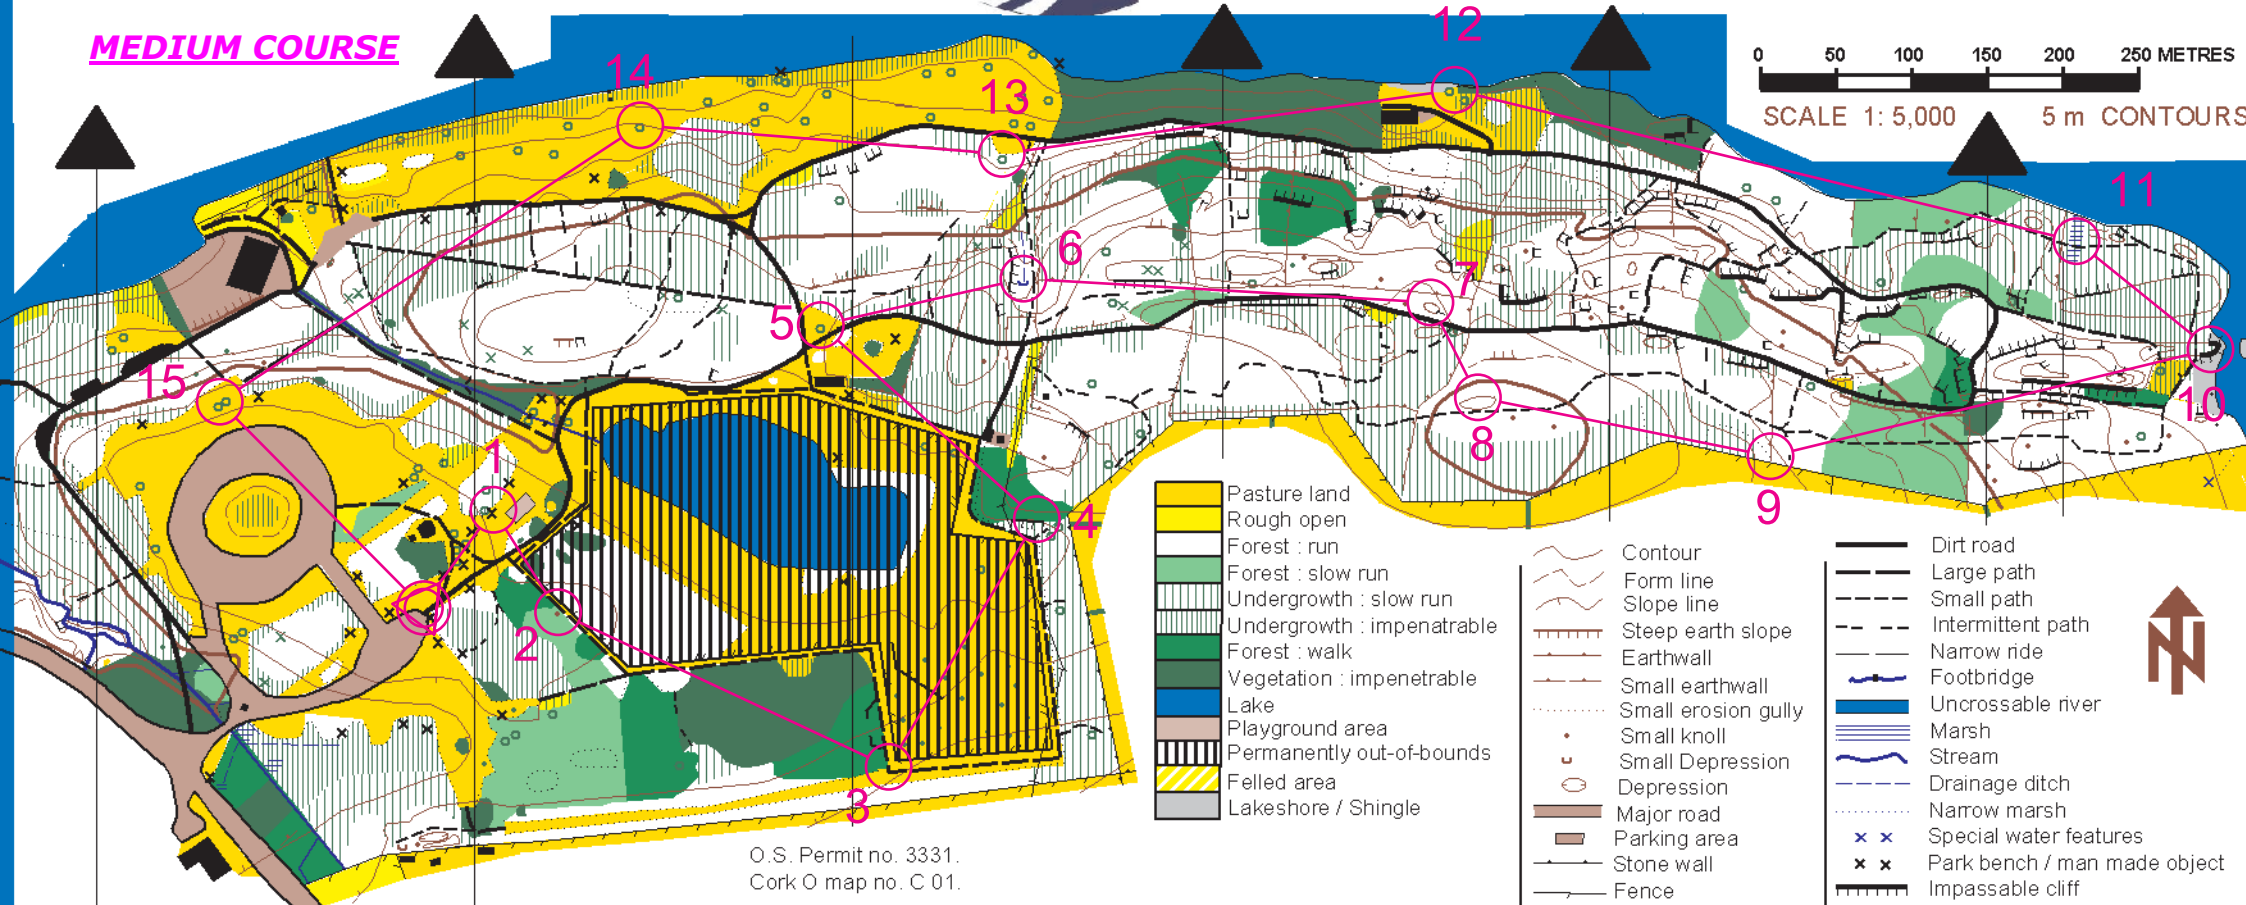 MEDIUM COURSE
0 50 100 150 200 250 METRES
SCALE 1: 5,000 5 m CONTOURS
12
14
13
11
6
7
5
15
10
1
8
9
4
2
3
1
Pasture land
Rough open
Forest : run
Forest : slow run
Undergrowth : slow run
Undergrowth : impenatrable
Forest : walk
Vegetation : impenetrable
Lake
Playground area
Permanently out-of-bounds
Felled area
Lakeshore / Shingle
Contour
Form line
Slope line
Steep earth slope
Earthwall
Small earthwall
Small erosion gully
Small knoll
Small Depression
Depression
Major road
Parking area
Stone wall
Fence
Dirt road
Large path
Small path
Intermittent path
Narrow ride
Footbridge
Uncrossable river
Marsh
Stream
Drainage ditch
Narrow marsh
Special water features
Park bench / man made object
Impassable cliff
N
O.S. Permit no. 3331.
Cork O map no. C 01.